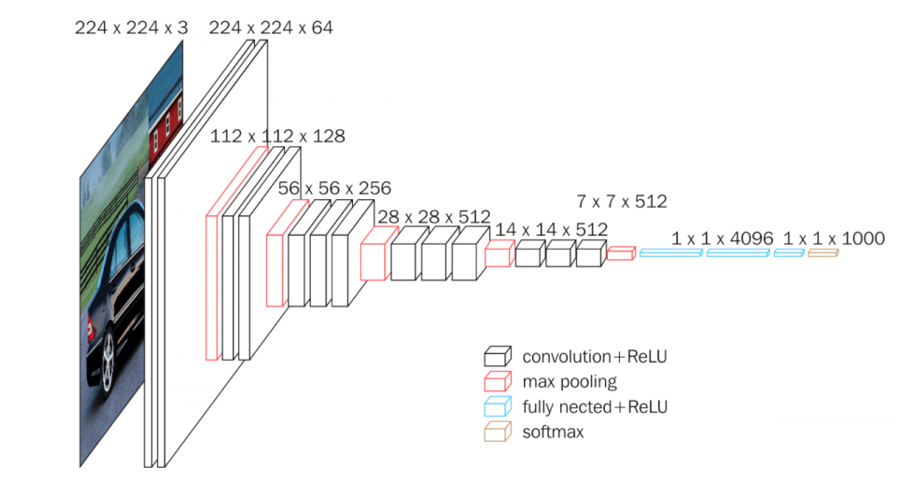 224 x 224 x 3
224 x 224 x 64
112 x 112 x 128
56 x 56 x 256
28 x 28 x 512
14 x 14 x 512
7 x 7 x 512
1 x 1 x 4096
1 x 1 x 1000
convolution+ReLU
max pooling
fully nected+ReLU
softmax